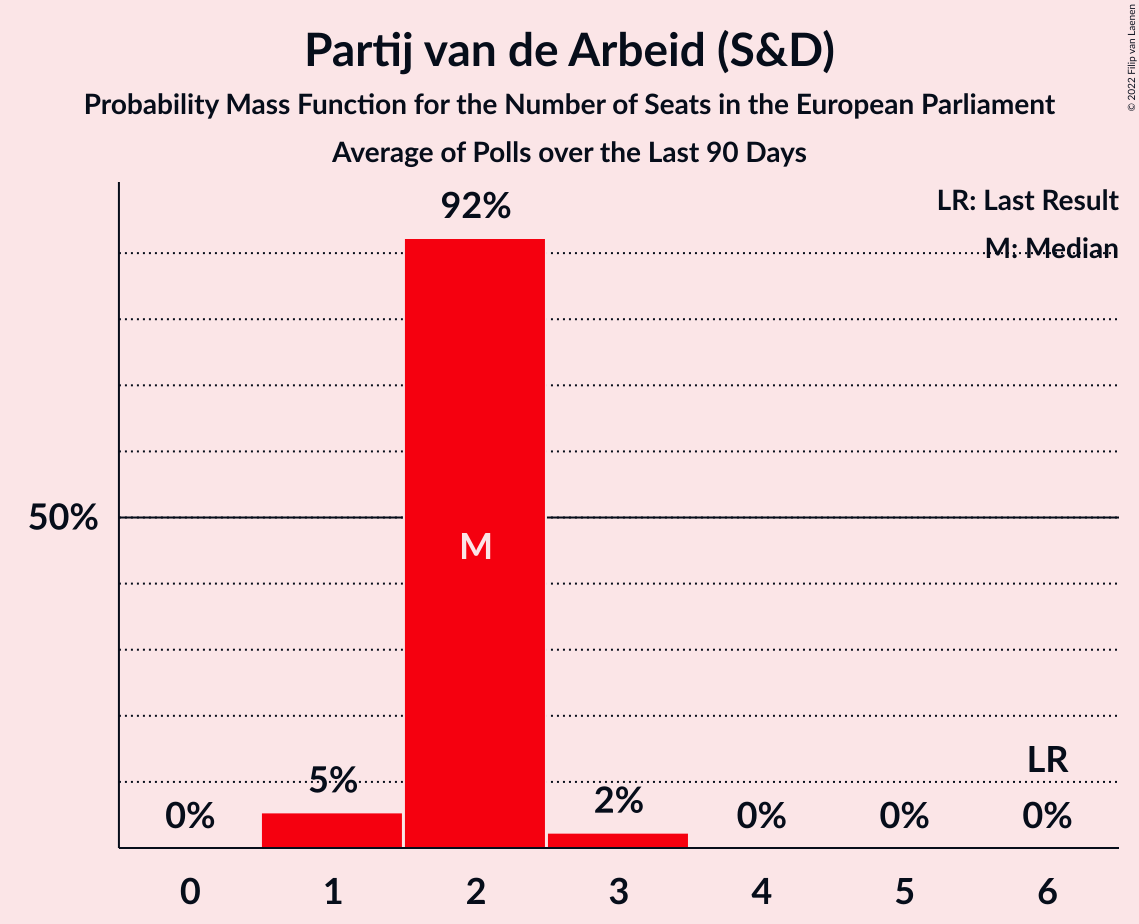 Partij van de Arbeid (S&D)
Probability Mass Function for the Number of Seats in the European Parliament
Average of Polls over the Last 90 Days
© 2022 Filip van Laenen
LR: Last Result
M: Median
92%
50%
M
5%
2%
LR
0%
0%
0%
0%
0 1 2 3 4 5 6